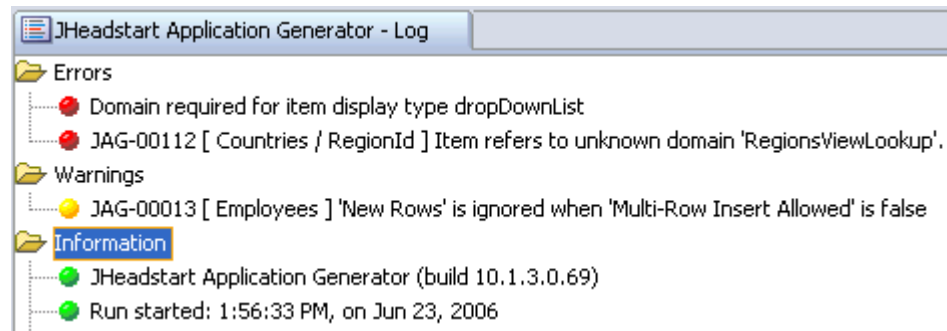 JHeadstart Application Generator - Log
Errors
Domain required for item display type dropDownList
JAG-00112 [ Countries / RegionId ] Item refers to unknown domain 'RegionsViewLookup'.
Warnings
JAG-00013 [ Employees ] 'New Rows' is ignored when 'Multi-Row Insert Allowed' is false
Information
JHeadstart Application Generator (build 10.1.3.0.69)
Run started: 1:56:33 PM, on Jun 23, 2006